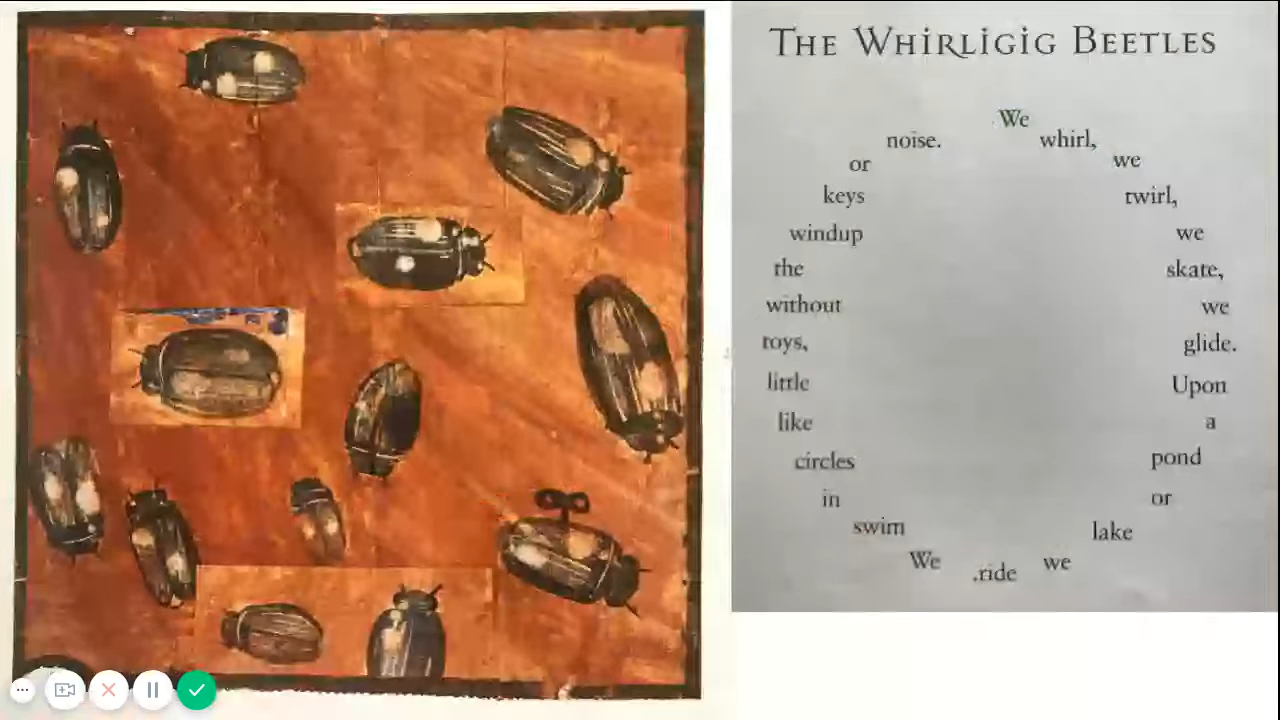 THE WHIRLIGIG BEETLES
We
whirl,
we
twirl,
we
skate,
we
glide.
Upon
a
pond
or
lake
we
.ride
We
swim
in
circles
like
little
toys,
without
the
windup
keys
or
noise.